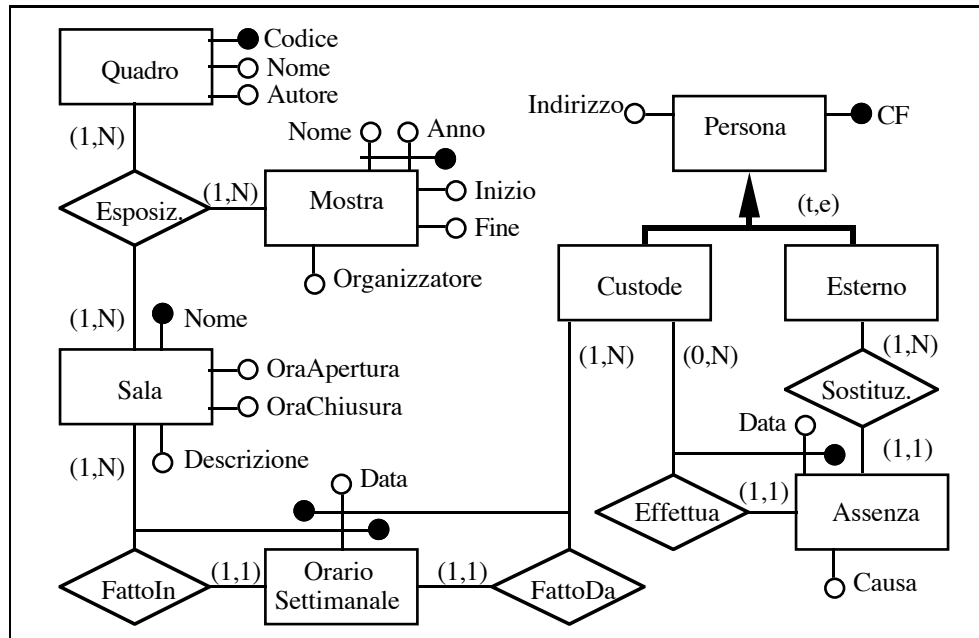 Codice
Quadro
Nome
Autore
(1,N)
Esposiz.
(1,N)
Nome
Anno
Mostra
Inizio
Fine
Organizzatore
(1,N)
Nome
Sala
OraApertura
OraChiusura
Descrizione
(1,N)
Data
FattoIn
(1,1)
Orario
Settimanale
(1,1)
FattoDa
Indirizzo
Persona
CF
(t,e)
Custode
Esterno
(1,N)
(0,N)
(1,N)
Sostituz.
Data
(1,1)
Effettua
(1,1)
Assenza
Causa